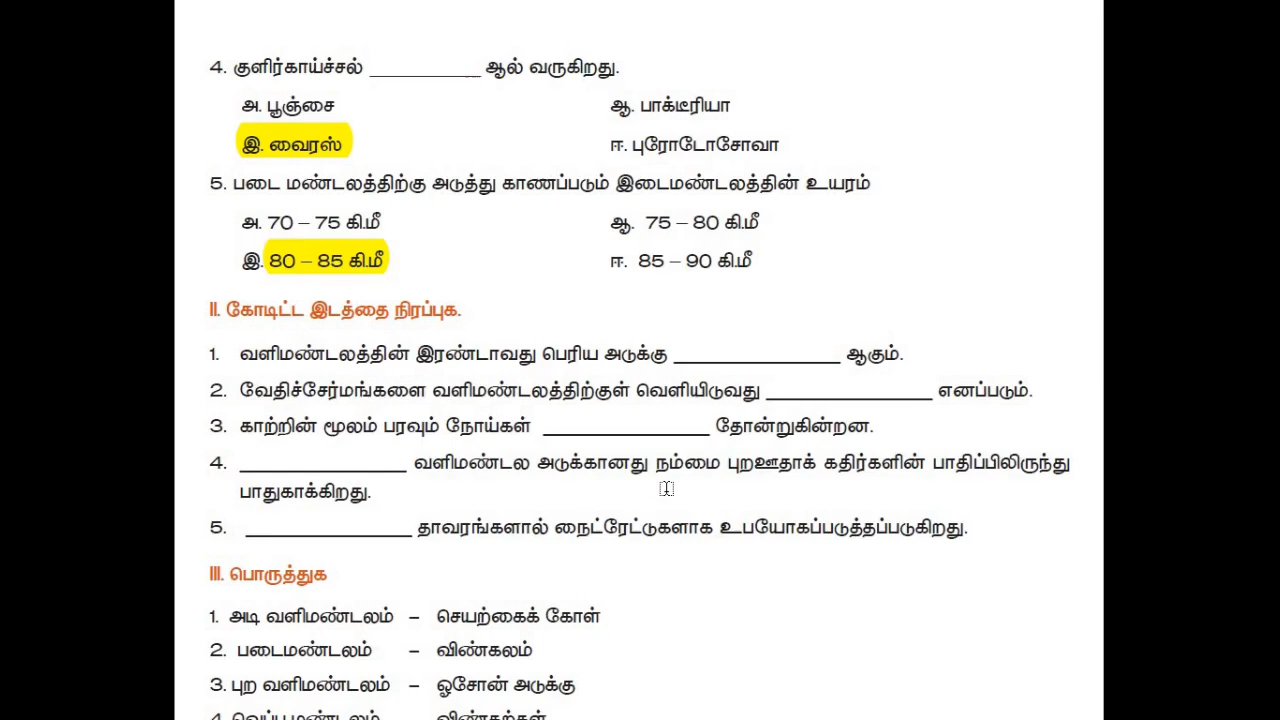 4. குளிர்காய்ச்சல் ____________ ஆல் வருகிறது.
அ. பூஞ்சை ஆ. பாக்டீரியா
இ. வைரஸ் ஈ. புரோடோசோவா
5. படை மண்டலத்திற்கு அடுத்து காணப்படும் இடைமண்டலத்தின் உயரம்
அ. 70 – 75 கி.மீ ஆ. 75 – 80 கி.மீ
இ. 80 – 85 கி.மீ ஈ. 85 – 90 கி.மீ
II. கோடிட்ட இடத்தை நிரப்புக.
1. வளிமண்டலத்தின் இரண்டாவது பெரிய அடுக்கு ________________ ஆகும்.
2. வேதிச்சேர்மங்களை வளிமண்டலத்திற்குள் வெளியிடுவது ________________ எனப்படும்.
3. காற்றின் மூலம் பரவும் நோய்கள் ________________ தோன்றுகின்றன.
4. ________________ வளிமண்டல அடுக்கானது நம்மை புறஊதாக் கதிர்களின் பாதிப்பிலிருந்து
பாதுகாக்கிறது.
5. ________________ தாவரங்களால் நைட்ரேட்டுகளாக உபயோகப்படுத்தப்படுகிறது.
III. பொருத்துக
1. அடி வளிமண்டலம் – செயற்கைக் கோள்
2. படைமண்டலம் – விண்கலம்
3. புற வளிமண்டலம் – ஓசோன் அடுக்கு
4. வெப்பமண்டலம் – விண்கற்கள்